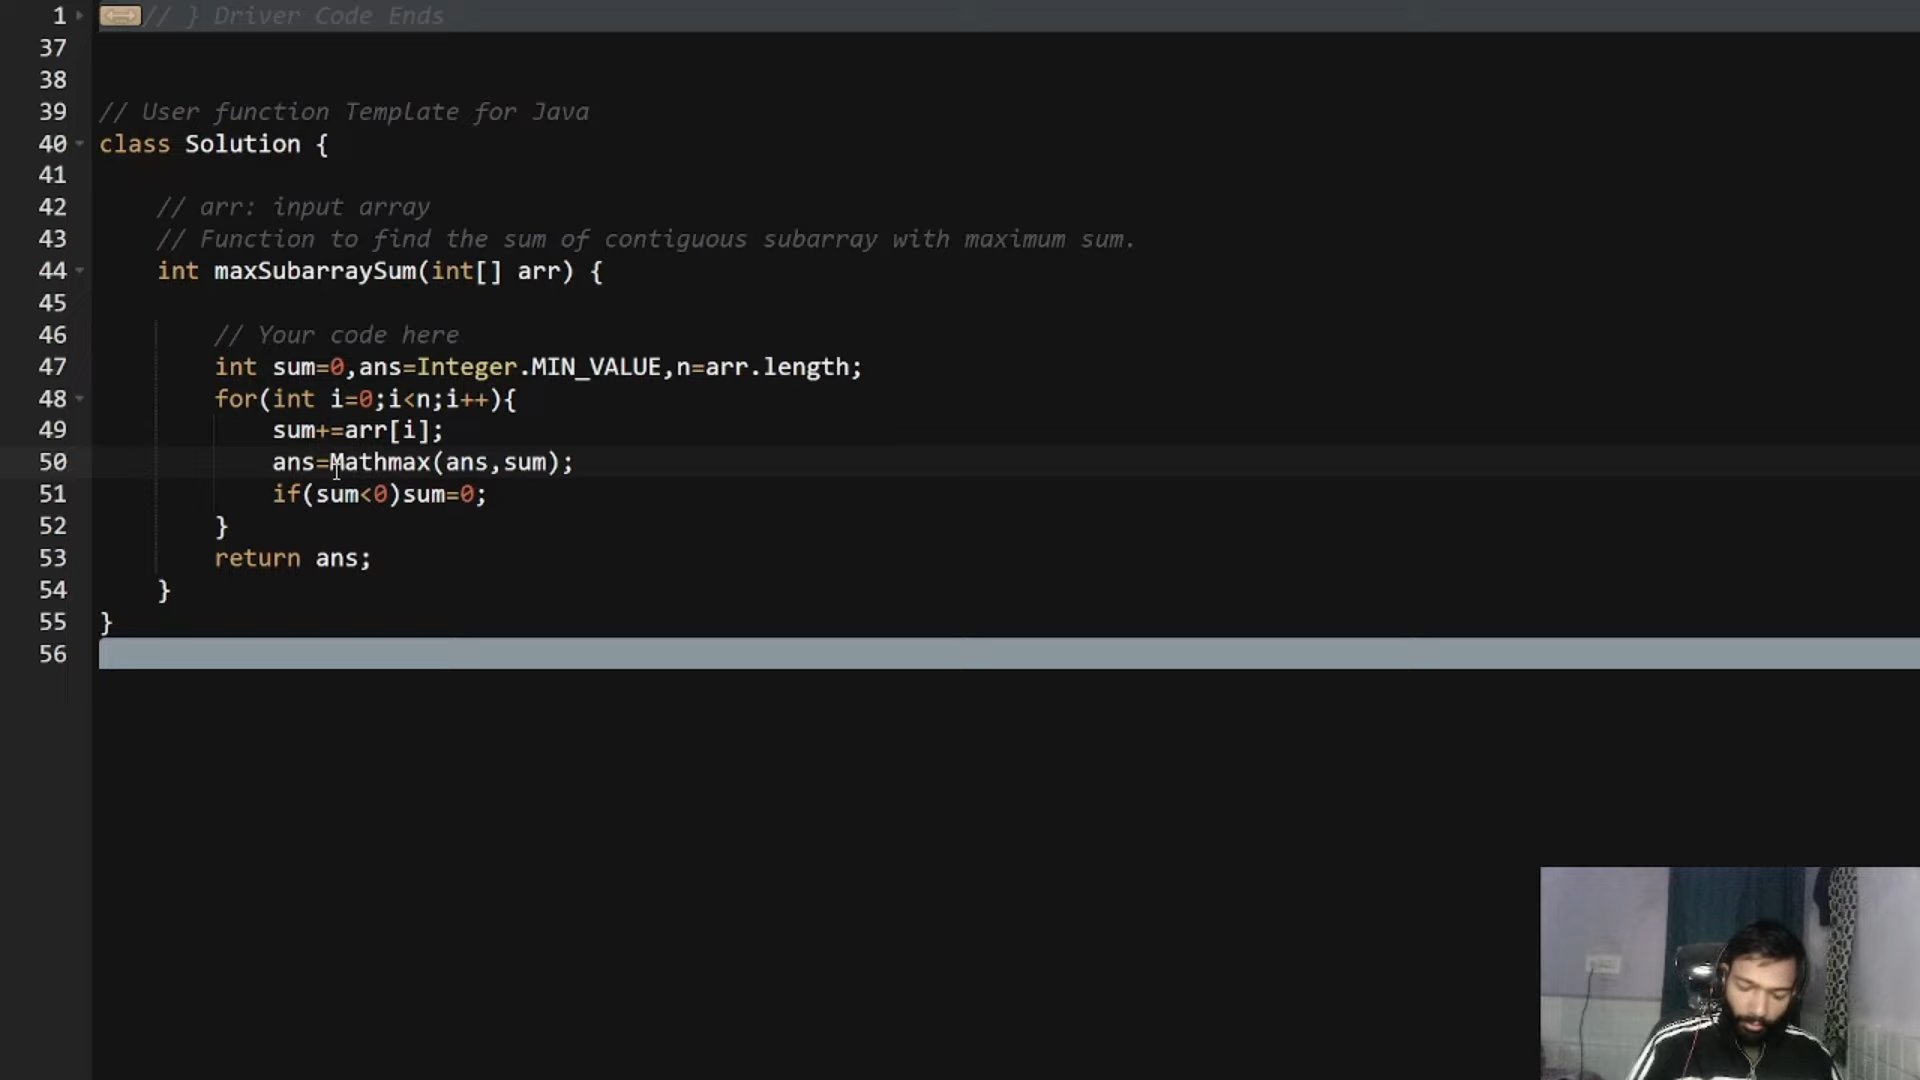 1 // } Driver Code Ends
37
38
39 // User function Template for Java
40 class Solution {
41
42 // arr: input array
43 // Function to find the sum of contiguous subarray with maximum sum.
44 int maxSubarraySum(int[] arr) {
45
46 // Your code here
47 int sum=0,ans=Integer.MIN_VALUE,n=arr.length;
48 for(int i=0;i<n;i++){
49 sum+=arr[i];
50 ans=Mathmax(ans,sum);
51 if(sum<0)sum=0;
52 }
53 return ans;
54 }
55 }
56